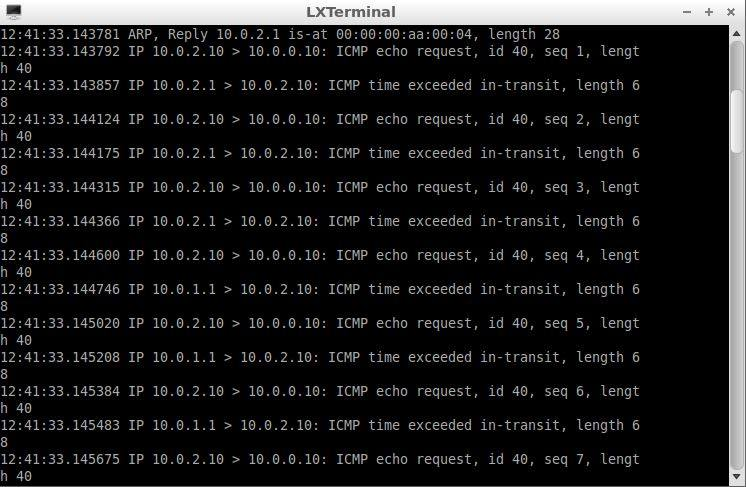 LXTerminal
12:41:33.143781 ARP, Reply 10.0.2.1 is-at 00:00:00:aa:00:04, length 28
12:41:33.143792 IP 10.0.2.10 > 10.0.0.10: ICMP echo request, id 40, seq 1, lengt
h 40
12:41:33.143857 IP 10.0.2.1 > 10.0.2.10: ICMP time exceeded in-transit, length 6
8
12:41:33.144124 IP 10.0.2.10 > 10.0.0.10: ICMP echo request, id 40, seq 2, lengt
h 40
12:41:33.144175 IP 10.0.2.1 > 10.0.2.10: ICMP time exceeded in-transit, length 6
8
12:41:33.144315 IP 10.0.2.10 > 10.0.0.10: ICMP echo request, id 40, seq 3, lengt
h 40
12:41:33.144366 IP 10.0.2.1 > 10.0.2.10: ICMP time exceeded in-transit, length 6
8
12:41:33.144600 IP 10.0.2.10 > 10.0.0.10: ICMP echo request, id 40, seq 4, lengt
h 40
12:41:33.144746 IP 10.0.1.1 > 10.0.2.10: ICMP time exceeded in-transit, length 6
8
12:41:33.145020 IP 10.0.2.10 > 10.0.0.10: ICMP echo request, id 40, seq 5, lengt
h 40
12:41:33.145208 IP 10.0.1.1 > 10.0.2.10: ICMP time exceeded in-transit, length 6
8
12:41:33.145384 IP 10.0.2.10 > 10.0.0.10: ICMP echo request, id 40, seq 6, lengt
h 40
12:41:33.145483 IP 10.0.1.1 > 10.0.2.10: ICMP time exceeded in-transit, length 6
8
12:41:33.145675 IP 10.0.2.10 > 10.0.0.10: ICMP echo request, id 40, seq 7, lengt
h 40